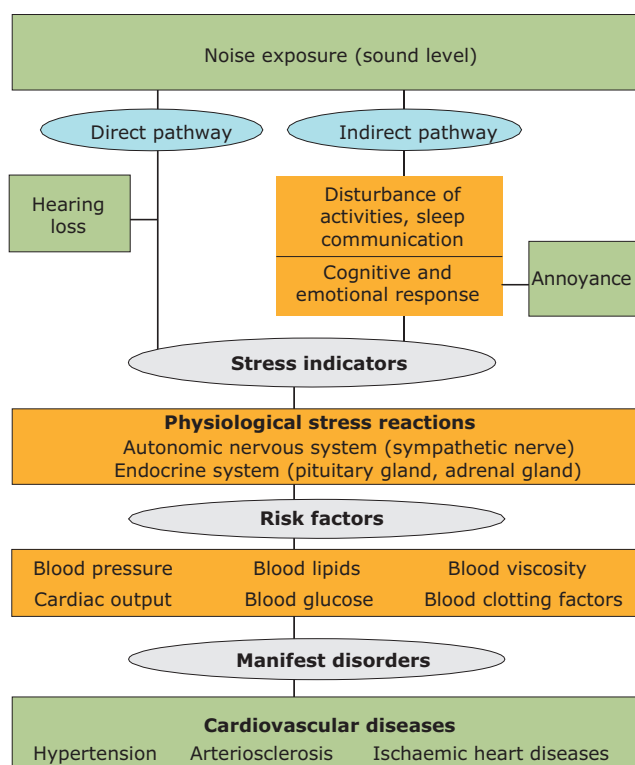 Noise exposure (sound level)
Direct pathway
Indirect pathway
Hearing
loss
Disturbance of
activities, sleep
communication
Cognitive and
emotional response
Annoyance
Stress indicators
Physiological stress reactions
Autonomic nervous system (sympathetic nerve)
Endocrine system (pituitary gland, adrenal gland)
Risk factors
Blood pressure Blood lipids Blood viscosity
Cardiac output Blood glucose Blood clotting factors
Manifest disorders
Cardiovascular diseases
Hypertension Arteriosclerosis Ischaemic heart diseases